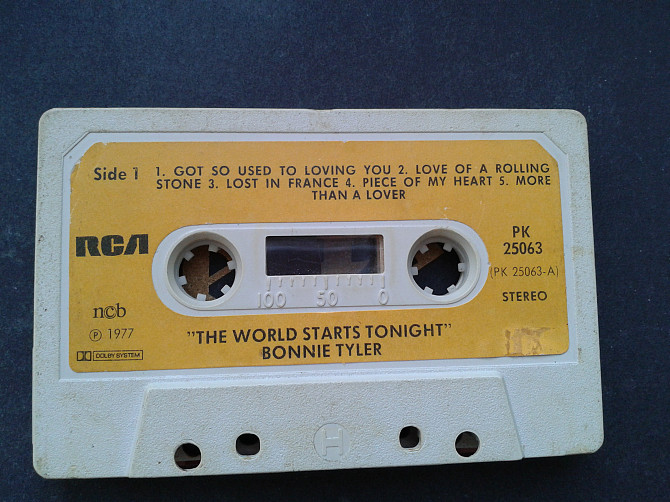 Side 1
1. GOT SO USED TO LOVING YOU 2. LOVE OF A ROLLING
STONE 3. LOST IN FRANCE 4. PIECE OF MY HEART 5. MORE
THAN A LOVER
RCA
PK
25063
(PK 25063-A)
STEREO
100 50 0
ncb
Ⓟ 1977
DOLBY SYSTEM
"THE WORLD STARTS TONIGHT"
BONNIE TYLER
H